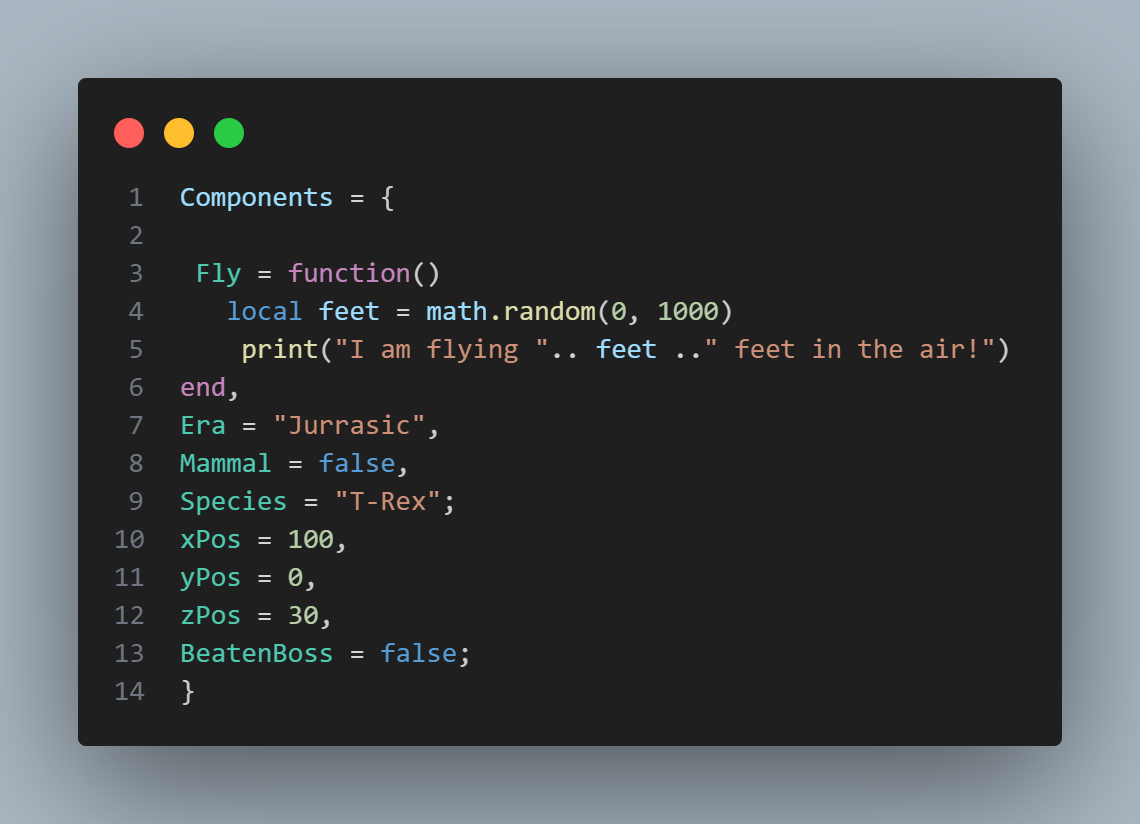 1 Components = {
2
3 Fly = function()
4 local feet = math.random(0, 1000)
5 print("I am flying ".. feet .." feet in the air!")
6 end,
7 Era = "Jurrasic",
8 Mammal = false,
9 Species = "T-Rex";
10 xPos = 100,
11 yPos = 0,
12 zPos = 30,
13 BeatenBoss = false;
14 }